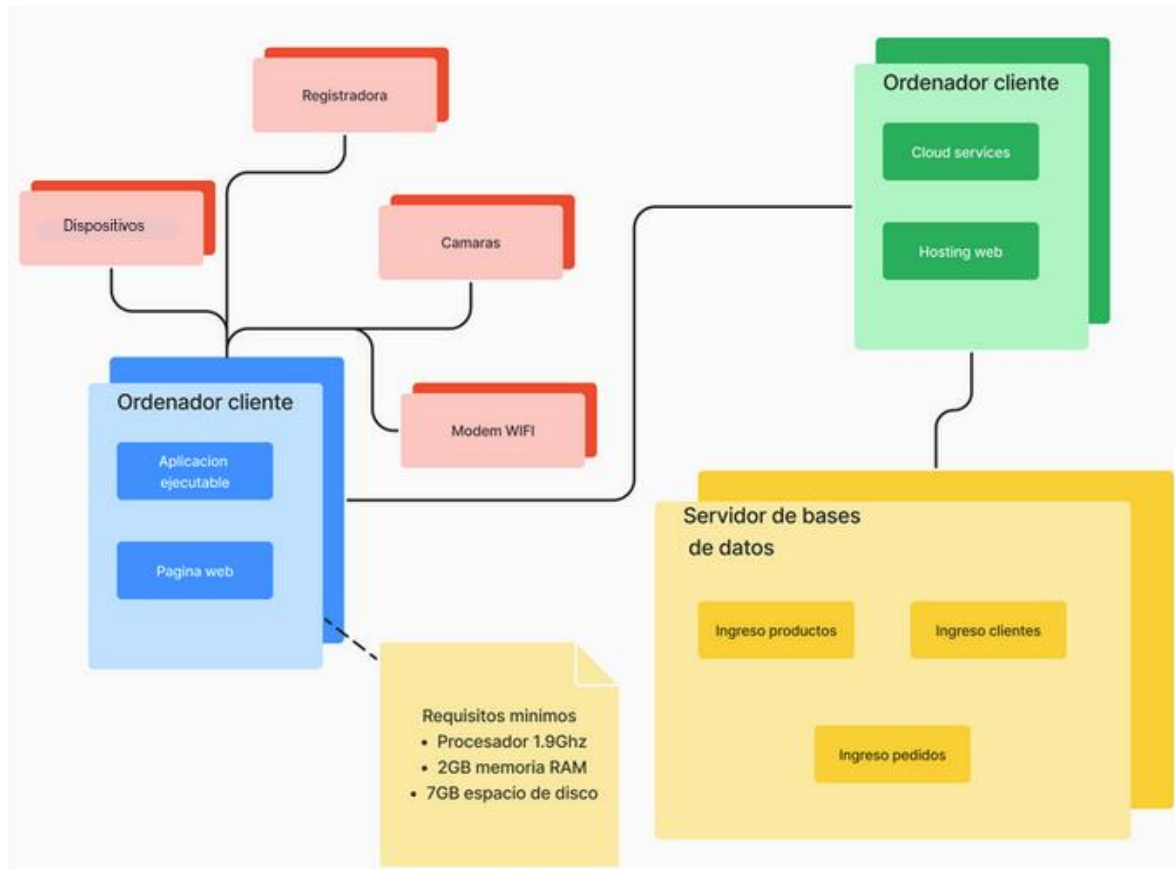 Registradora
Ordenador cliente
Cloud services
Hosting web
Dispositivos
Camaras
Ordenador cliente
Aplicacion
ejecutable
Pagina web
Modem WIFI
Servidor de bases
de datos
Ingreso productos
Ingreso clientes
Ingreso pedidos
Requisitos minimos
• Procesador 1.9Ghz
• 2GB memoria RAM
• 7GB espacio de disco